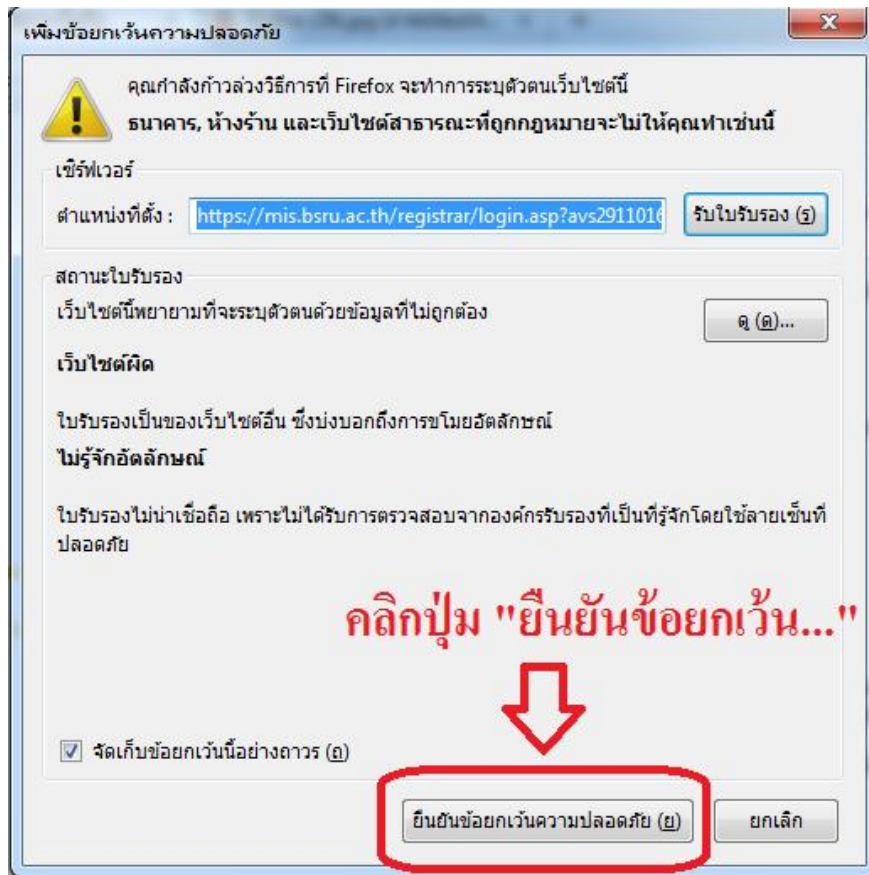 เพิ่มข้อยกเว้นความปลอดภัย
คุณกำลังก้าวล่วงวิธีการที่ Firefox จะทำการระบุตัวตนเว็บไซต์นี้
ธนาคาร, ห้างร้าน และเว็บไซต์สาธารณะที่ถูกกฎหมายจะไม่ให้คุณทำเช่นนี้
เซิร์ฟเวอร์
ตำแหน่งที่ตั้ง : https://mis.bsru.ac.th/registrar/login.asp?avs2911016 รับใบรับรอง (ร)
สถานะใบรับรอง
เว็บไซต์นี้พยายามที่จะระบุตัวตนด้วยข้อมูลที่ไม่ถูกต้อง
ดู (ด)...
เว็บไซต์ผิด
ใบรับรองเป็นของเว็บไซต์อื่น ซึ่งบ่งบอกถึงการขโมยอัตลักษณ์
ไม่รู้จักอัตลักษณ์
ใบรับรองไม่น่าเชื่อถือ เพราะไม่ได้รับการตรวจสอบจากองค์กรรับรองที่เป็นที่รู้จักโดยใช้ลายเซ็นที่
ปลอดภัย
คลิกปุ่ม "ยืนยันข้อยกเว้น..."
จัดเก็บข้อยกเว้นนี้อย่างถาวร (ถ)
ยืนยันข้อยกเว้นความปลอดภัย (ย) ยกเลิก